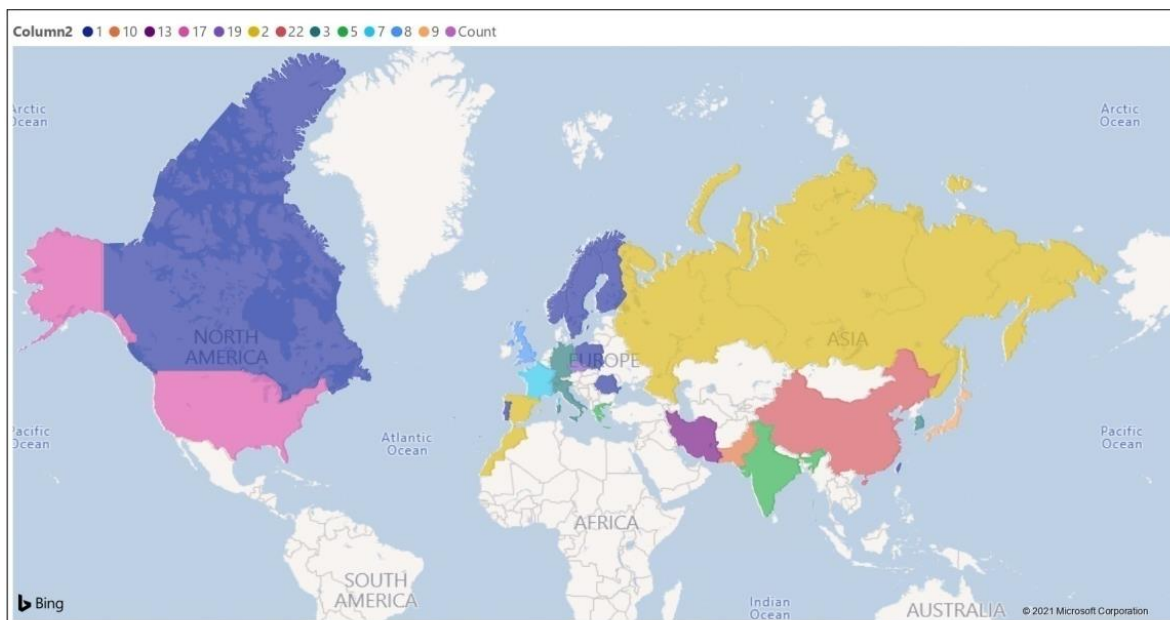 Column2 1 10 13 17 19 2 22 3 5 7 8 9 Count
Arctic
Ocean
Arctic
Ocean
NORTH
AMERICA
EUROPE
ASIA
Pacific
Ocean
Atlantic
Ocean
Pacific
Ocean
AFRICA
SOUTH
AMERICA
Indian
Ocean
AUSTRALIA
Bing
© 2021 Microsoft Corporation